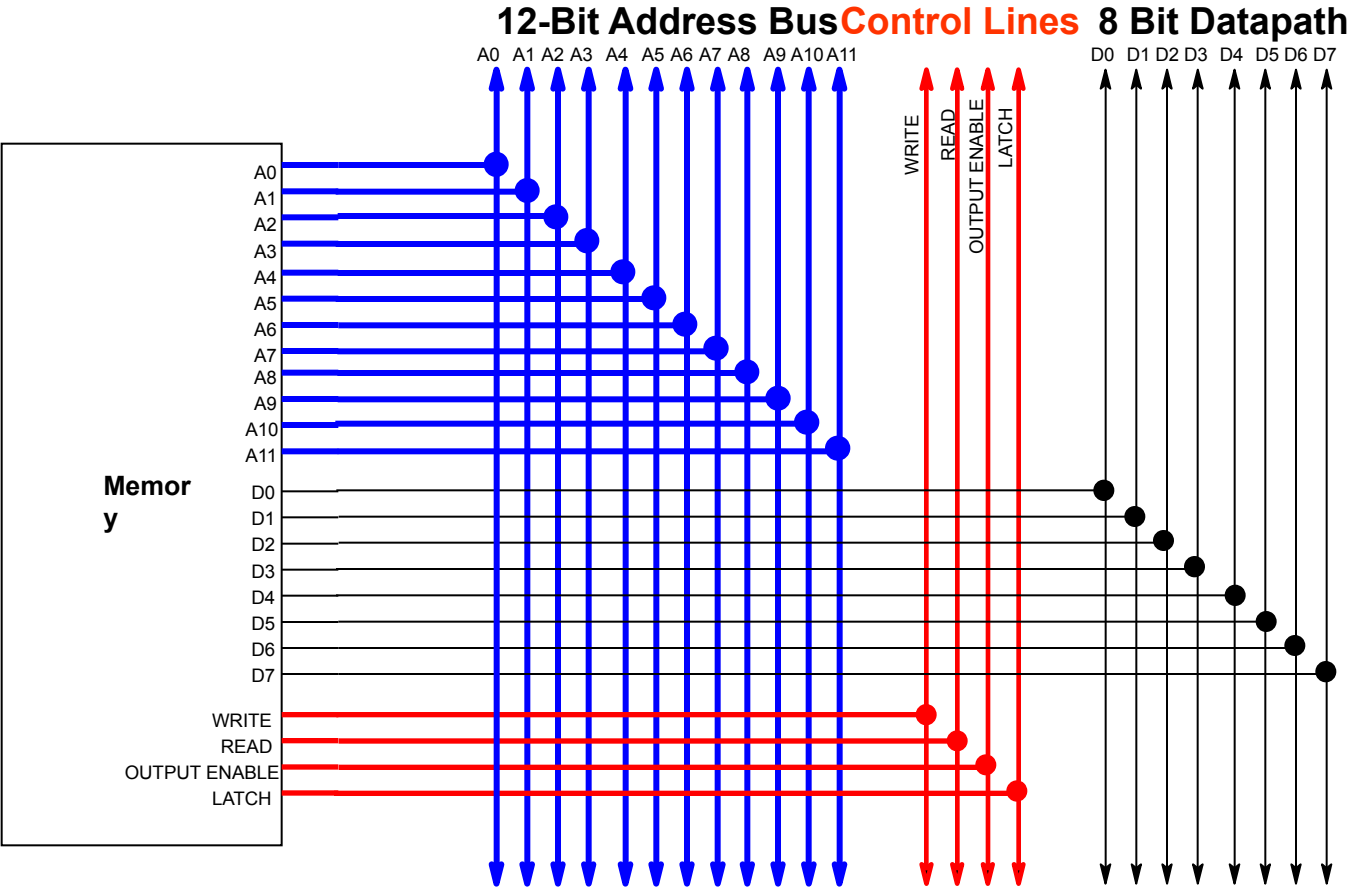 12-Bit Address Bus Control Lines 8 Bit Datapath
A0 A1 A2 A3 A4 A5 A6 A7 A8 A9 A10 A11 D0 D1 D2 D3 D4 D5 D6 D7
WRITE
READ
OUTPUT ENABLE
LATCH
A0
A1
A2
A3
A4
A5
A6
A7
A8
A9
A10
A11
Memor
y
D0
D1
D2
D3
D4
D5
D6
D7
WRITE
READ
OUTPUT ENABLE
LATCH